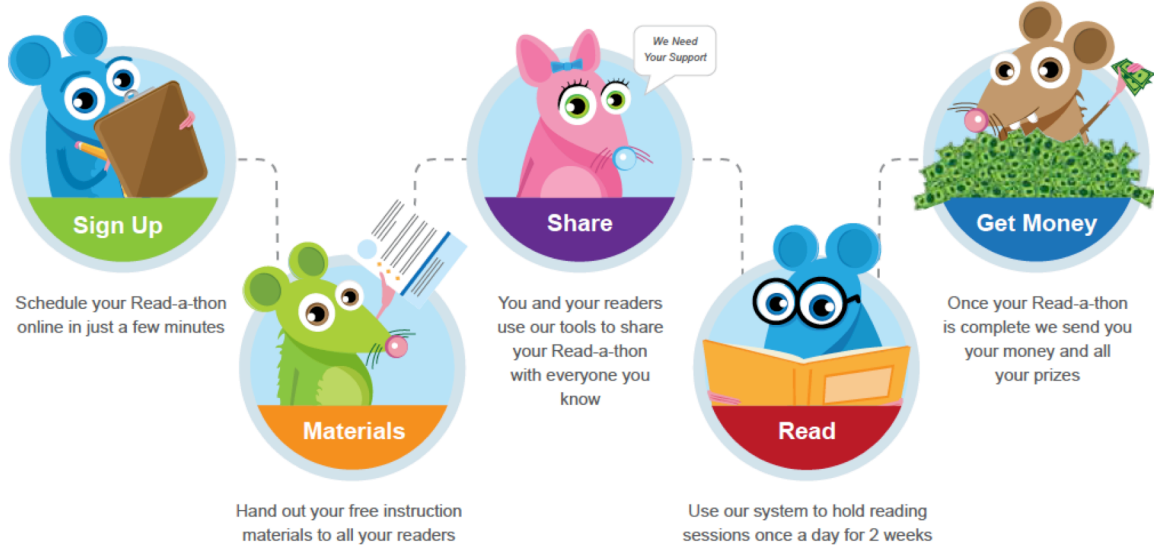 Sign Up
Schedule your Read-a-thon
online in just a few minutes
Materials
Hand out your free instruction
materials to all your readers
We Need
Your Support
Share
You and your readers
use our tools to share
your Read-a-thon
with everyone you
know
Read
Use our system to hold reading
sessions once a day for 2 weeks
Get Money
Once your Read-a-thon
is complete we send you
your money and all
your prizes